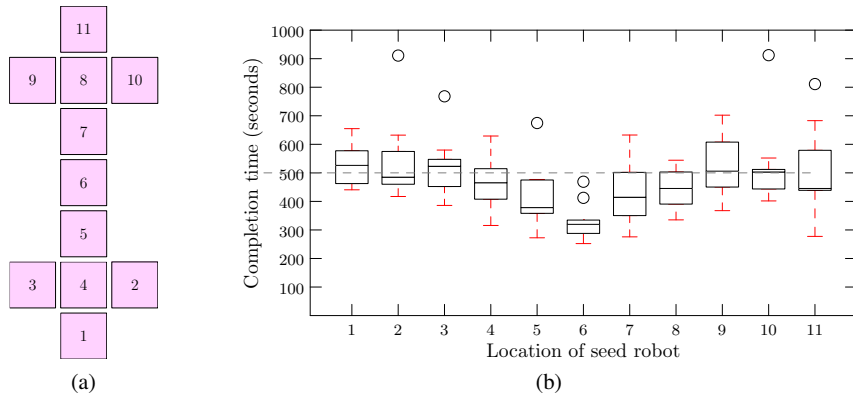 11
9 8 10
7
6
5
3 4 2
1
(a)
Completion time (seconds)
1000
900
800
700
600
500
400
300
200
100
1 2 3 4 5 6 7 8 9 10 11
Location of seed robot
(b)